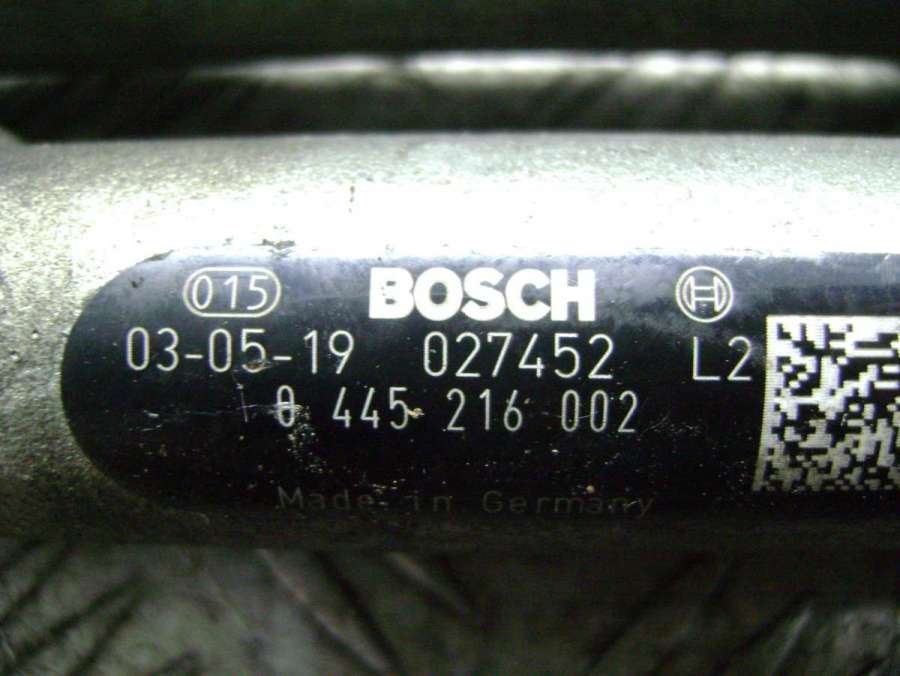 015 BOSCH
03-05-19 027452 L2
0 445 216 002
Made in Germany